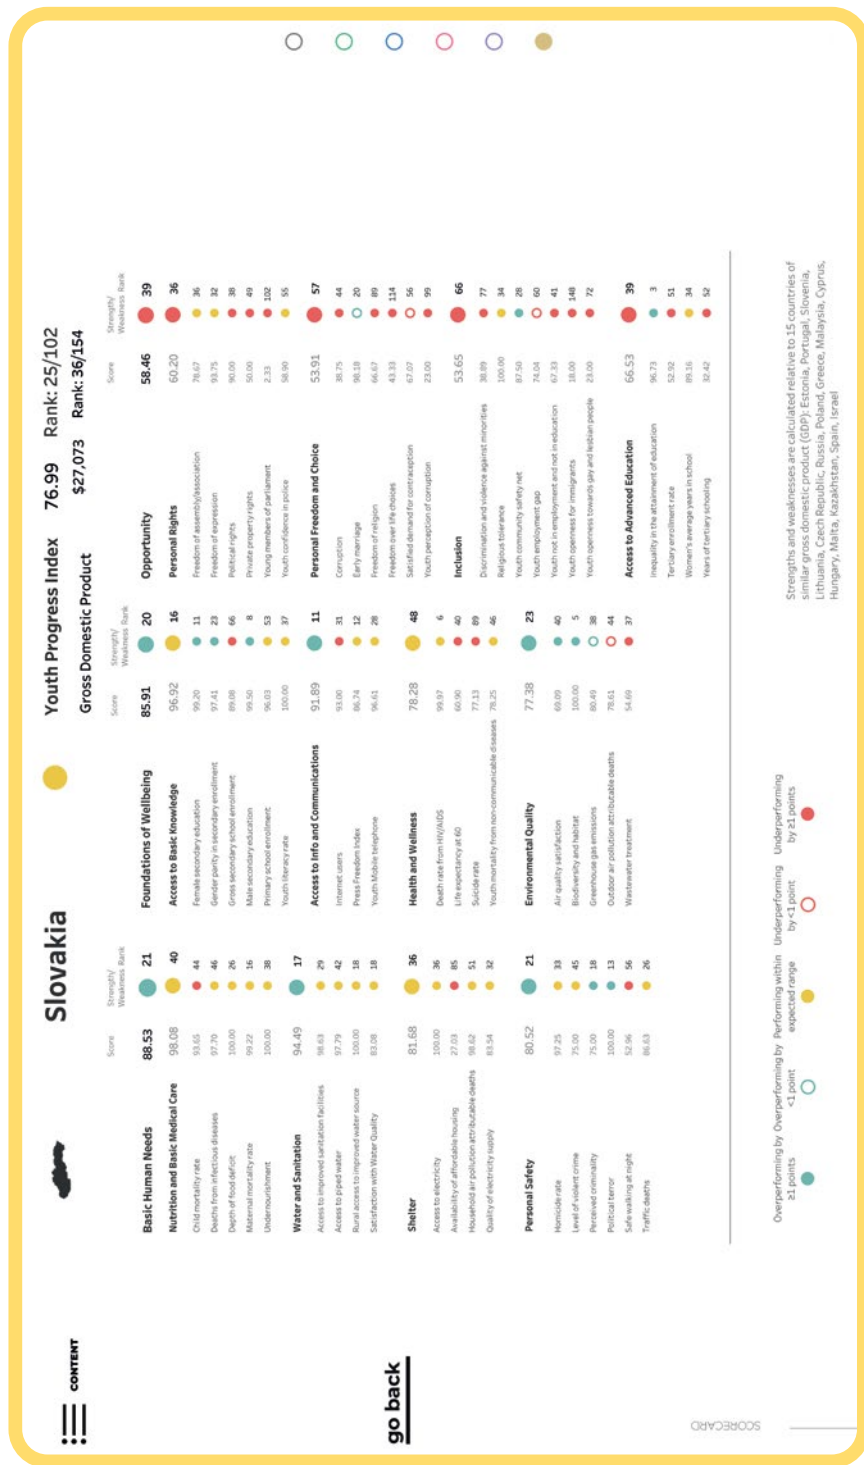 CONTENT
go back
SCORECARD
Slovakia
Youth Progress Index 76.99 Rank: 25/102
Gross Domestic Product $27,073 Rank: 36/154
Score Strength/ Weakness Rank
Basic Human Needs 88.53 21
Nutrition and Basic Medical Care 98.08 40
Child mortality rate 93.65 44
Deaths from infectious diseases 97.70 46
Depth of food deficit 100.00 26
Maternal mortality rate 99.22 16
Undernourishment 100.00 38
Water and Sanitation 94.49 17
Access to improved sanitation facilities 98.63 29
Access to piped water 97.79 42
Rural access to improved water source 100.00 18
Satisfaction with Water Quality 83.08 18
Shelter 81.68 36
Access to electricity 100.00 36
Availability of affordable housing 27.03 85
Household air pollution attributable deaths 98.62 51
Quality of electricity supply 83.54 32
Personal Safety 80.52 21
Homicide rate 97.25 33
Level of violent crime 75.00 45
Perceived criminality 75.00 18
Political terror 100.00 13
Safe walking at night 52.96 56
Traffic deaths 86.63 26
Score Strength/ Weakness Rank
Foundations of Wellbeing 85.91 20
Access to Basic Knowledge 96.92 16
Female secondary education 99.20 11
Gender parity in secondary enrollment 97.41 23
Gross secondary school enrollment 89.08 66
Male secondary education 99.50 8
Primary school enrollment 96.03 53
Youth literacy rate 100.00 37
Access to Info and Communications 91.89 11
Internet users 93.00 31
Press Freedom Index 86.74 12
Youth Mobile telephone 96.61 28
Health and Wellness 78.28 48
Death rate from HIV/AIDS 99.97 6
Life expectancy at 60 60.90 40
Suicide rate 77.13 89
Youth mortality from non-communicable diseases 78.25 46
Environmental Quality 77.38 23
Air quality satisfaction 69.09 40
Biodiversity and habitat 100.00 5
Greenhouse gas emissions 80.49 38
Outdoor air pollution attributable deaths 78.61 44
Wastewater treatment 54.69 37
Score Strength/ Weakness Rank
Opportunity 58.46 39
Personal Rights 60.20 36
Freedom of assembly/association 78.67 36
Freedom of expression 93.75 32
Political rights 90.00 38
Private property rights 50.00 49
Young members of parliament 2.33 102
Youth confidence in police 58.90 55
Personal Freedom and Choice 53.91 57
Corruption 38.75 44
Early marriage 98.18 20
Freedom of religion 66.67 89
Freedom over life choices 43.33 114
Satisfied demand for contraception 67.07 56
Youth perception of corruption 23.00 99
Inclusion 53.65 66
Discrimination and violence against minorities 38.89 77
Religious tolerance 100.00 34
Youth community safety net 87.50 28
Youth employment gap 74.04 60
Youth not in employment and not in education 67.33 41
Youth openness for immigrants 18.00 148
Youth openness towards gay and lesbian people 23.00 72
Access to Advanced Education 66.53 39
Inequality in the attainment of education 96.73 3
Tertiary enrollment rate 52.92 51
Women's average years in school 89.16 34
Years of tertiary schooling 32.42 52
Overperforming by ≥1 points
Overperforming by <1 point
Performing within expected range
Underperforming by <1 point
Underperforming by ≥1 points
Strengths and weaknesses are calculated relative to 15 countries of
similar gross domestic product (GDP): Estonia, Portugal, Slovenia,
Lithuania, Czech Republic, Russia, Poland, Greece, Malaysia, Cyprus,
Hungary, Malta, Kazakhstan, Spain, Israel